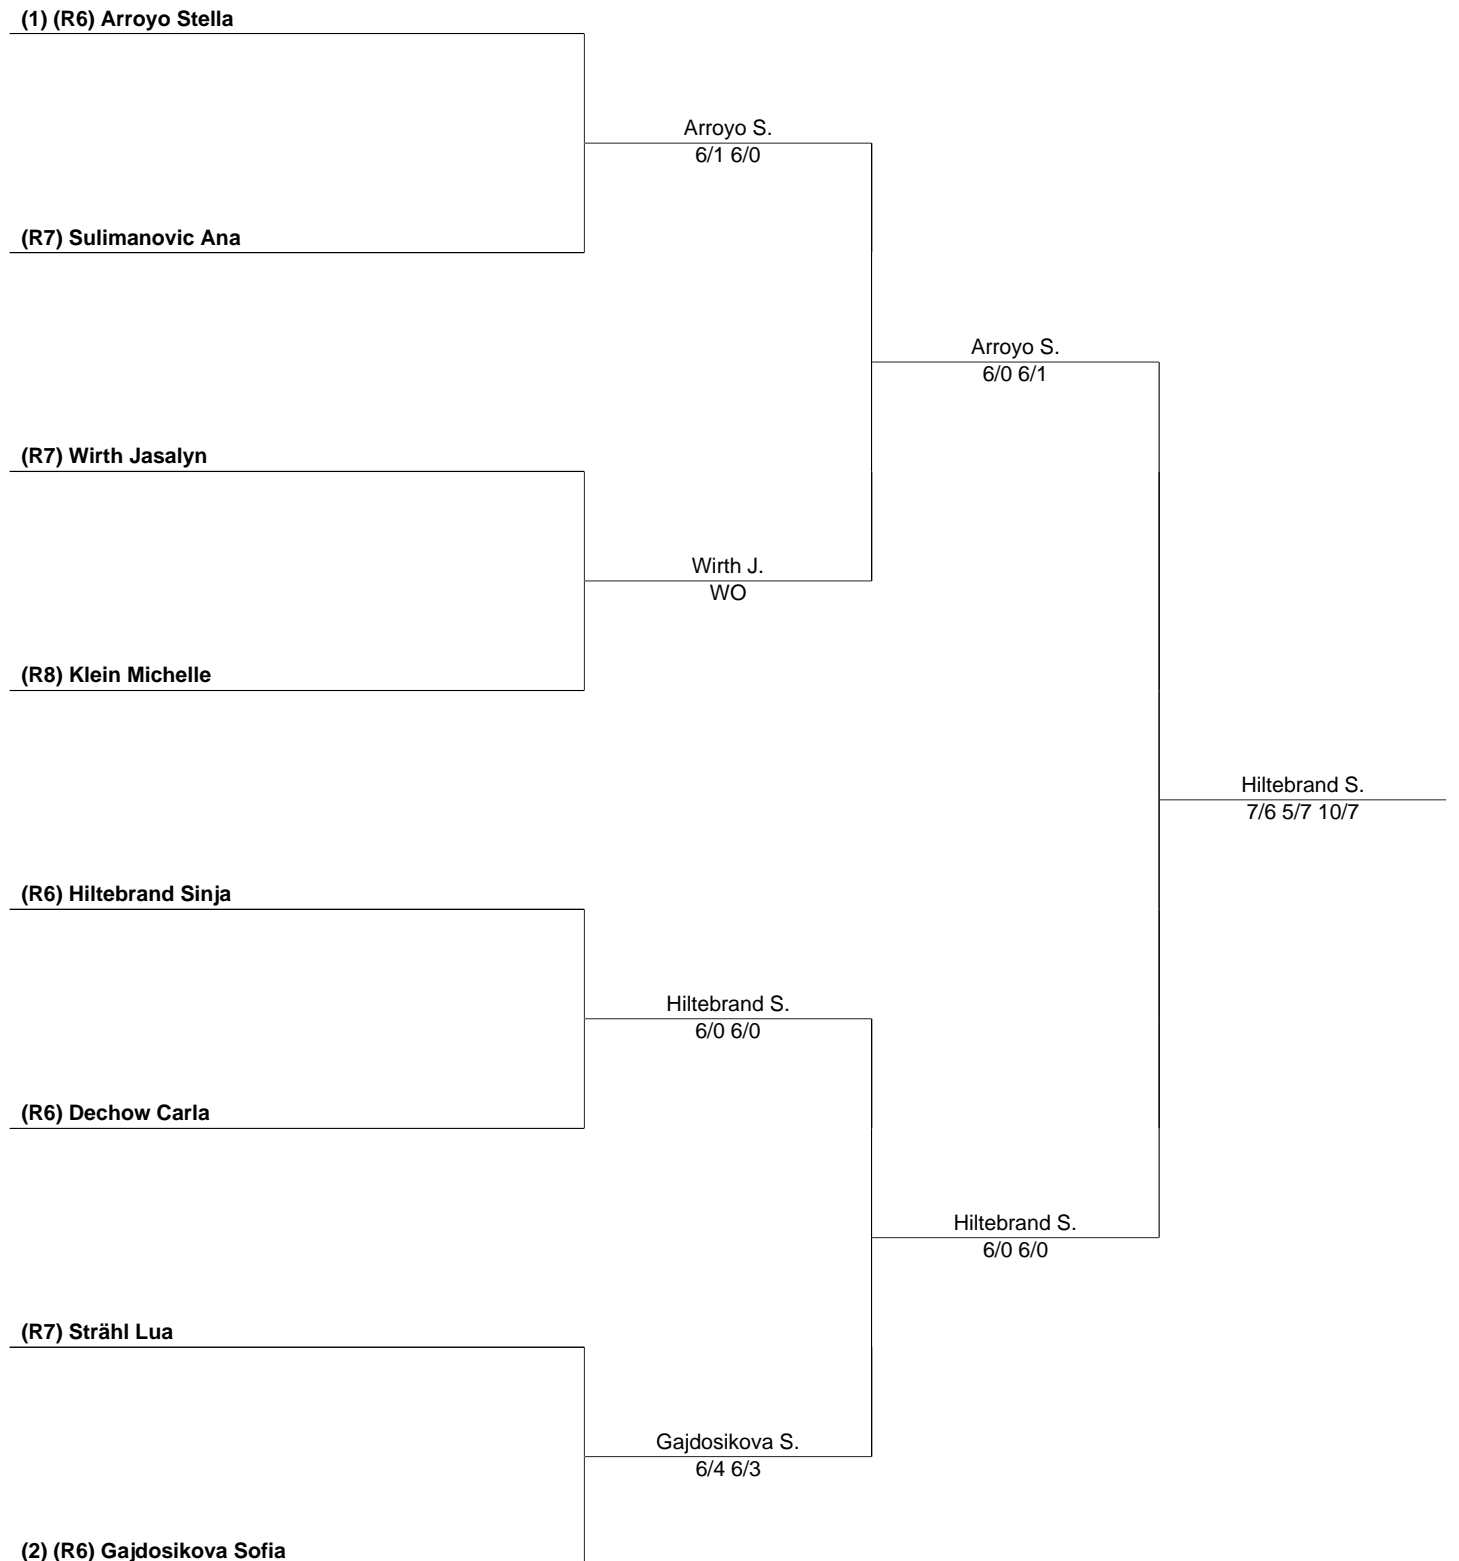 (1) (R6) Arroyo Stella
Arroyo S.
6/1 6/0
(R7) Sulimanovic Ana
Arroyo S.
6/0 6/1
(R7) Wirth Jasalyn
Wirth J.
WO
(R8) Klein Michelle
Hiltebrand S.
7/6 5/7 10/7
(R6) Hiltebrand Sinja
Hiltebrand S.
6/0 6/0
(R6) Dechow Carla
Hiltebrand S.
6/0 6/0
(R7) Strähl Lua
Gajdosikova S.
6/4 6/3
(2) (R6) Gajdosikova Sofia